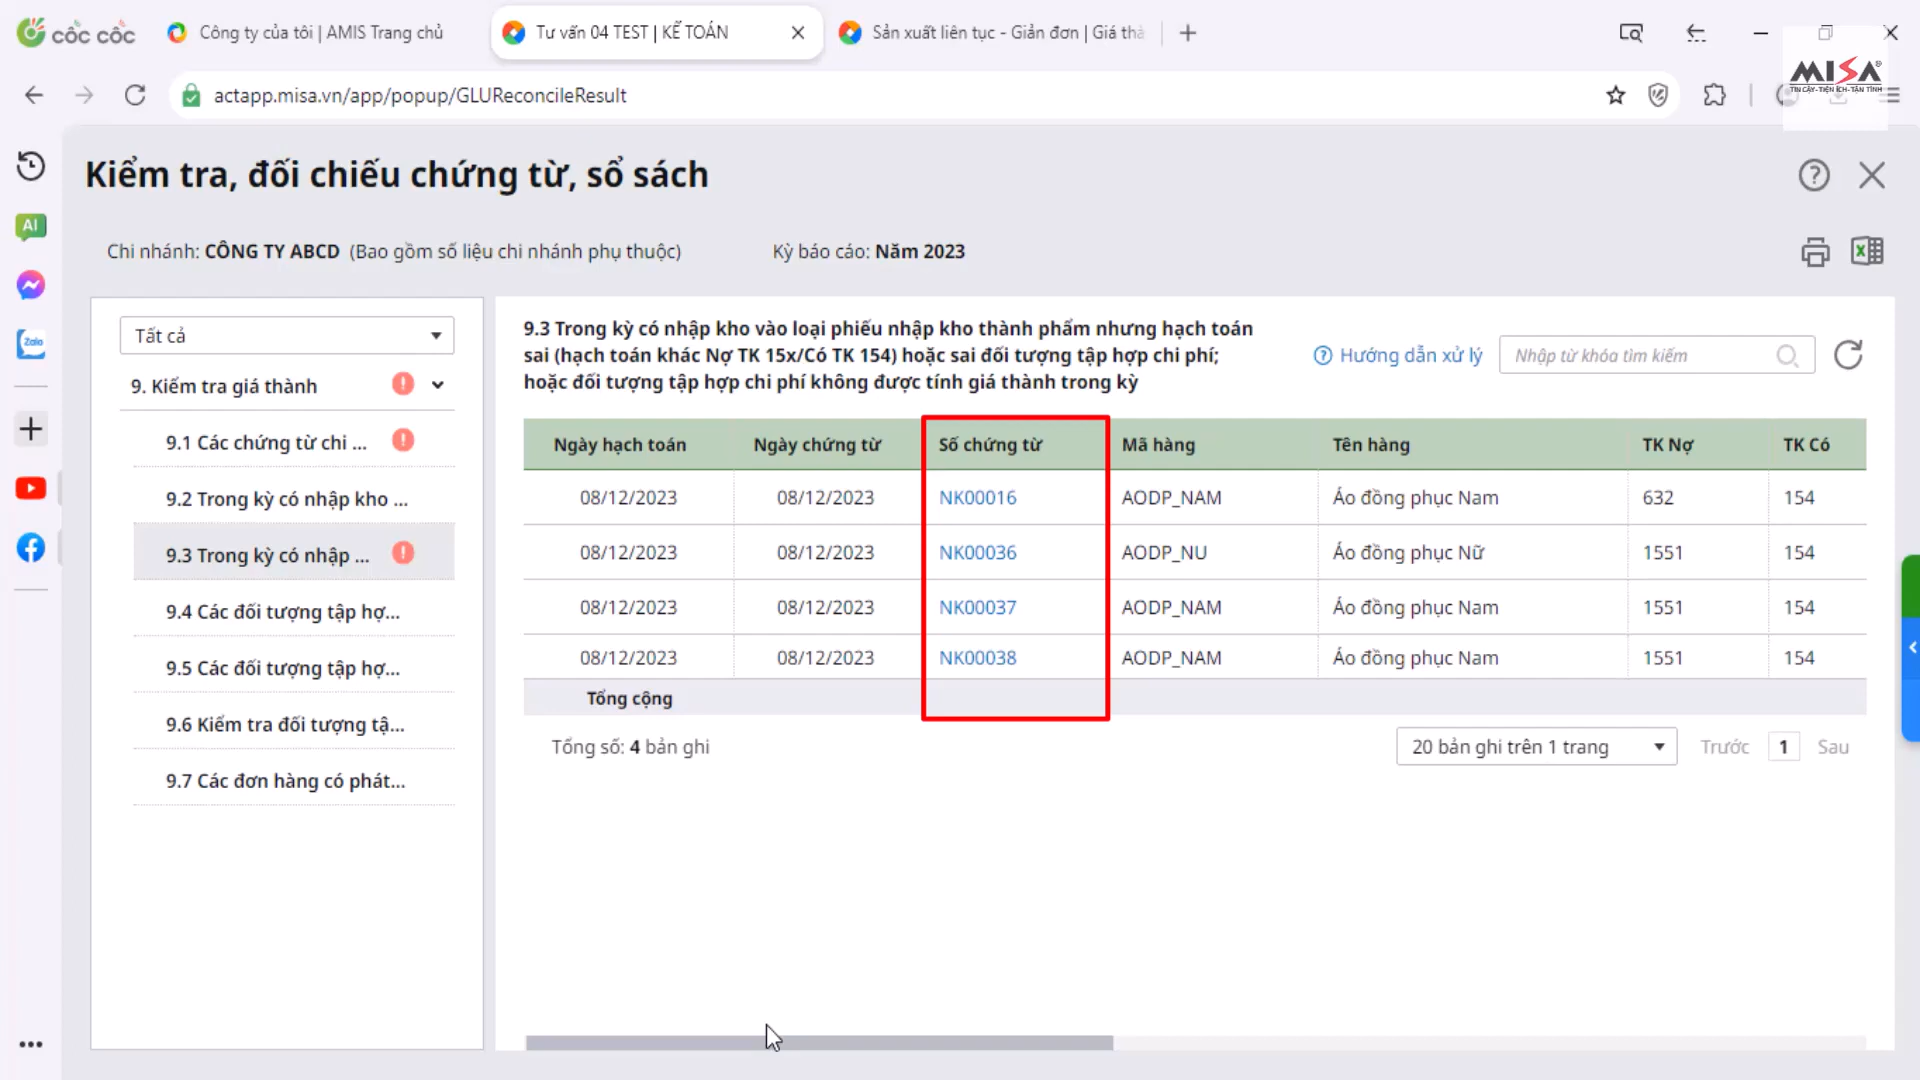 cốc cốc
Công ty của tôi | AMIS Trang chủ
Tư vấn 04 TEST | KẾ TOÁN
Sản xuất liên tục - Giản đơn | Giá thà
actapp.misa.vn/app/popup/GLUReconcileResult
MISA®
TIN CẬY-TIỆN ÍCH-TẬN TÌNH
Kiểm tra, đối chiếu chứng từ, sổ sách
Chi nhánh: CÔNG TY ABCD (Bao gồm số liệu chi nhánh phụ thuộc) Kỳ báo cáo: Năm 2023
AI
Zalo
Tất cả
9. Kiểm tra giá thành
9.1 Các chứng từ chi ...
9.2 Trong kỳ có nhập kho ...
9.3 Trong kỳ có nhập ...
9.4 Các đối tượng tập hợ...
9.5 Các đối tượng tập hợ...
9.6 Kiểm tra đối tượng tậ...
9.7 Các đơn hàng có phát...
9.3 Trong kỳ có nhập kho vào loại phiếu nhập kho thành phẩm nhưng hạch toán
sai (hạch toán khác Nợ TK 15x/Có TK 154) hoặc sai đối tượng tập hợp chi phí;
hoặc đối tượng tập hợp chi phí không được tính giá thành trong kỳ
Hướng dẫn xử lý
Nhập từ khóa tìm kiếm
Ngày hạch toán Ngày chứng từ Số chứng từ Mã hàng Tên hàng TK Nợ TK Có
08/12/2023 08/12/2023 NK00016 AODP_NAM Áo đồng phục Nam 632 154
08/12/2023 08/12/2023 NK00036 AODP_NU Áo đồng phục Nữ 1551 154
08/12/2023 08/12/2023 NK00037 AODP_NAM Áo đồng phục Nam 1551 154
08/12/2023 08/12/2023 NK00038 AODP_NAM Áo đồng phục Nam 1551 154
Tổng cộng
Tổng số: 4 bản ghi
20 bản ghi trên 1 trang
Trước 1 Sau